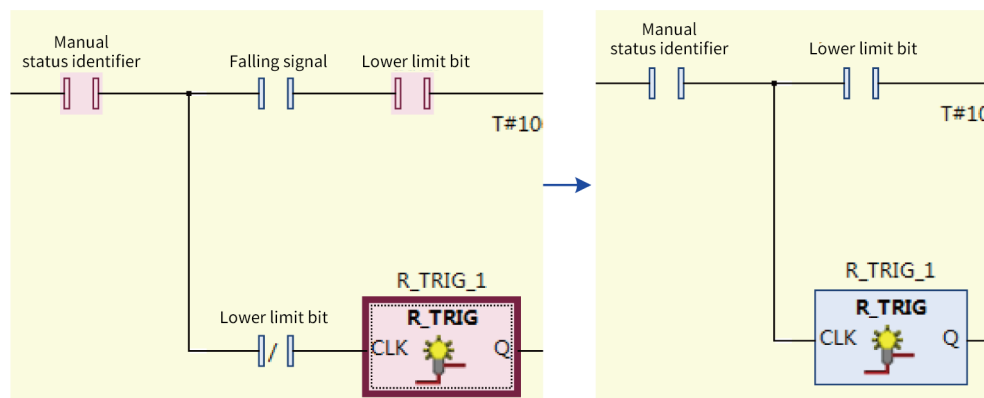 Manual
status identifier
Falling signal
Lower limit bit
T#10
R_TRIG_1
Lower limit bit
/
R_TRIG
CLK
Q
Manual
status identifier
Lower limit bit
T#10
R_TRIG_1
R_TRIG
CLK
Q